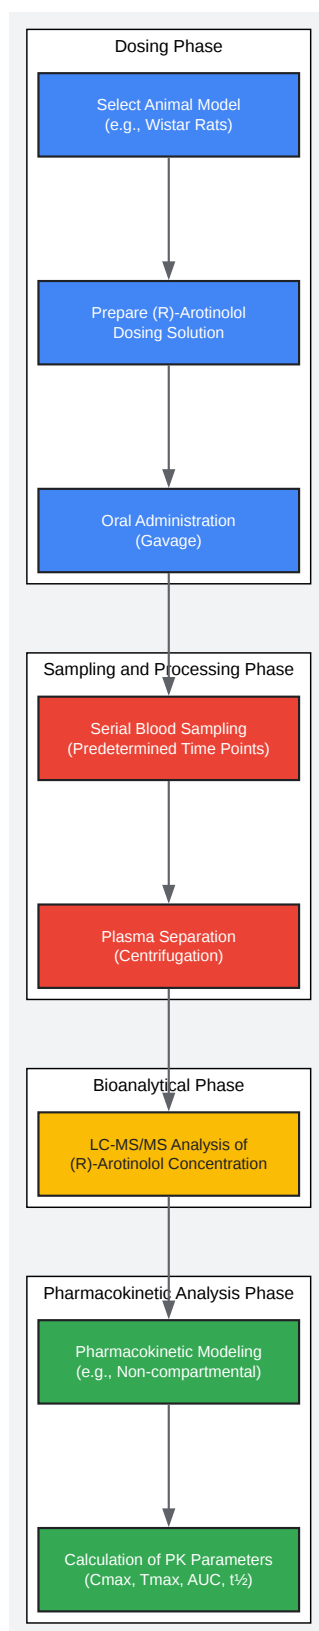 Dosing Phase
Select Animal Model
(e.g., Wistar Rats)
Prepare (R)-Arotinolol
Dosing Solution
Oral Administration
(Gavage)
Sampling and Processing Phase
Serial Blood Sampling
(Predetermined Time Points)
Plasma Separation
(Centrifugation)
Bioanalytical Phase
LC-MS/MS Analysis of
(R)-Arotinolol Concentration
Pharmacokinetic Analysis Phase
Pharmacokinetic Modeling
(e.g., Non-compartmental)
Calculation of PK Parameters
(Cmax, Tmax, AUC, t½)